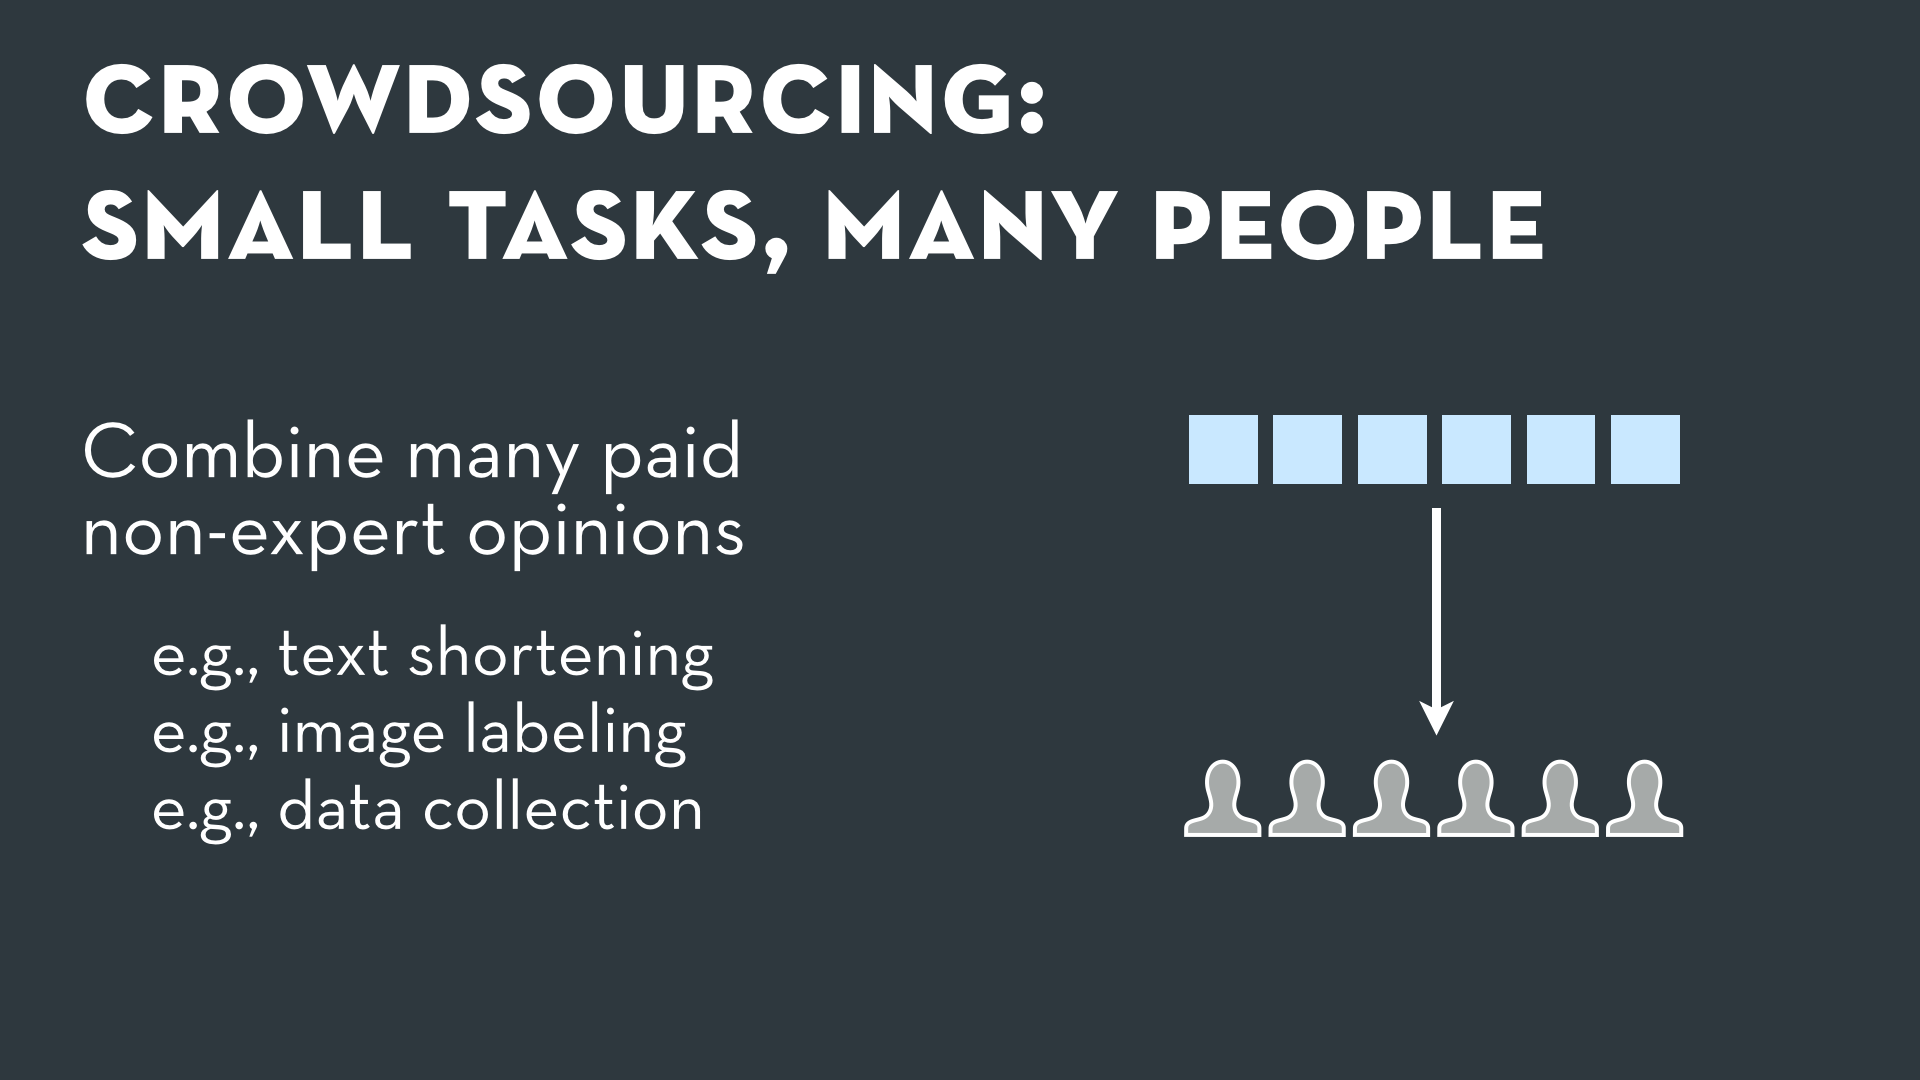 CROWDSOURCING:
SMALL TASKS, MANY PEOPLE
Combine many paid
non-expert opinions
e.g., text shortening
e.g., image labeling
e.g., data collection